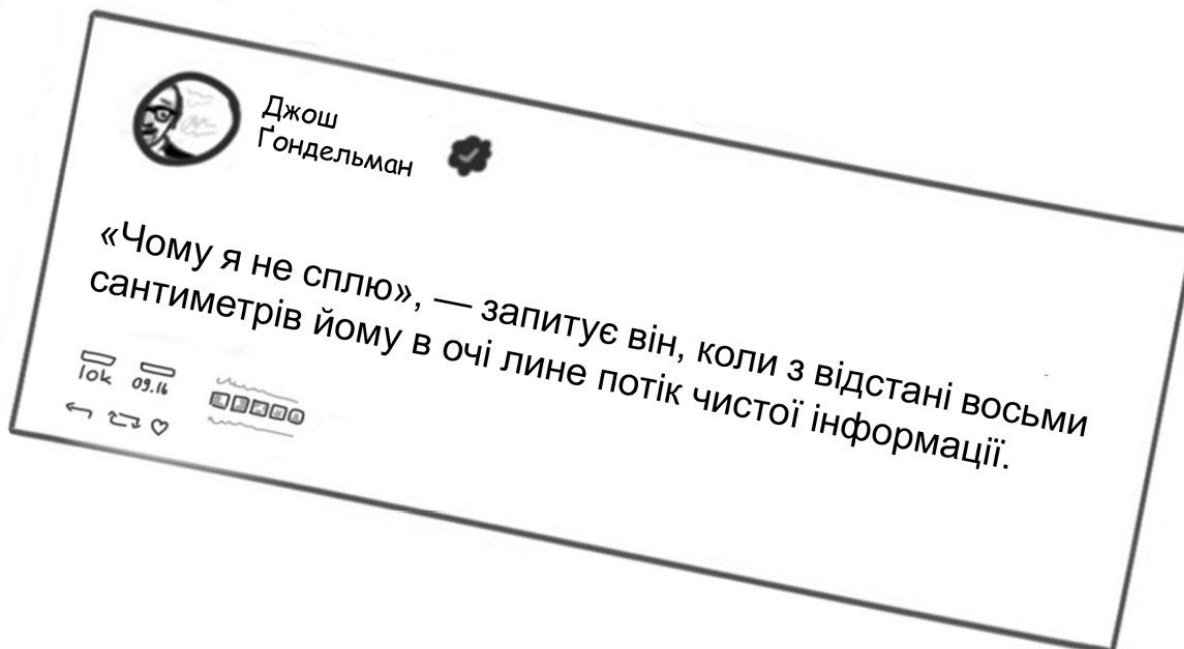 Джош
Ґондельман
«Чому я не сплю», — запитує він, коли з відстані восьми
сантиметрів йому в очі лине потік чистої інформації.
10k 09.16